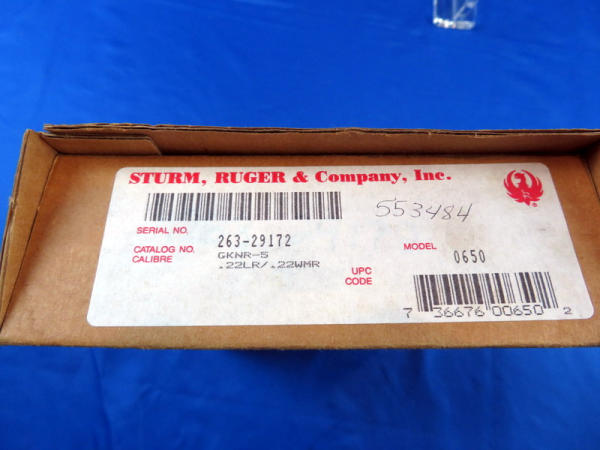 STURM, RUGER & Company, Inc.
553484
SERIAL NO. 263-29172
CATALOG NO. GKNR-5
CALIBRE .22LR/.22WMR
MODEL 0650
UPC CODE
7 36676 00650 2